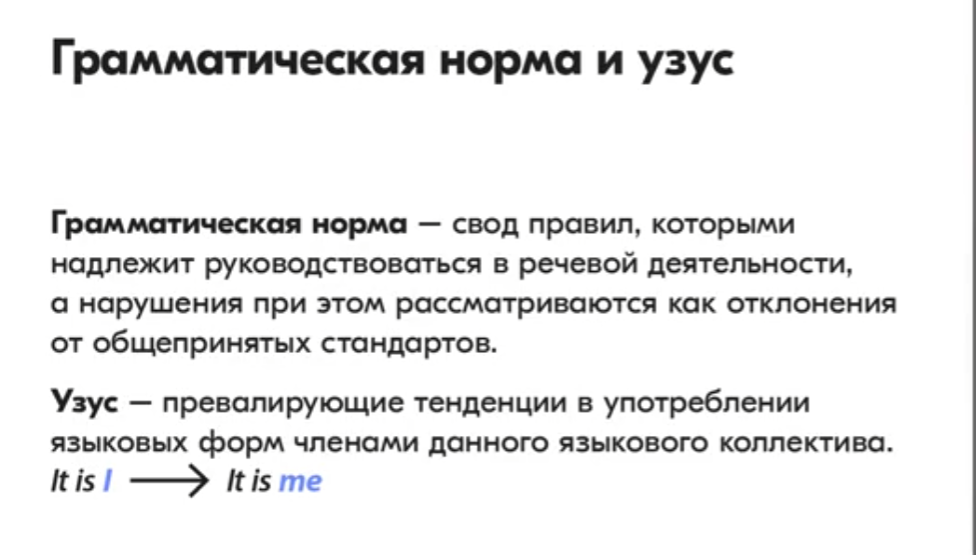 Грамматическая норма и узус
Грамматическая норма — свод правил, которыми
надлежит руководствоваться в речевой деятельности,
а нарушения при этом рассматриваются как отклонения
от общепринятых стандартов.
Узус — превалирующие тенденции в употреблении
языковых форм членами данного языкового коллектива.
It is I ⟶ It is me